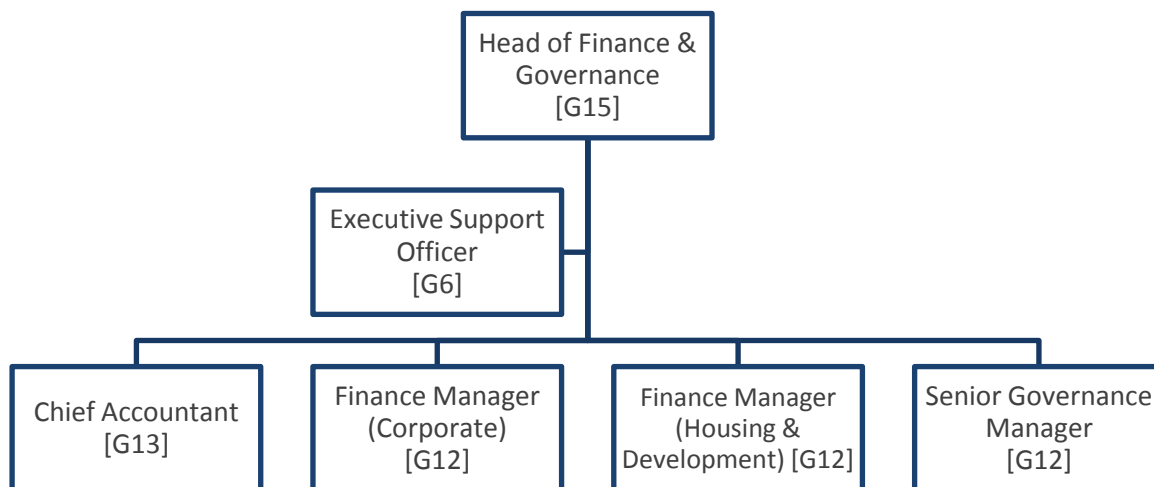 Head of Finance &
Governance
[G15]
Executive Support
Officer
[G6]
Chief Accountant
[G13]
Finance Manager
(Corporate)
[G12]
Finance Manager
(Housing &
Development) [G12]
Senior Governance
Manager
[G12]